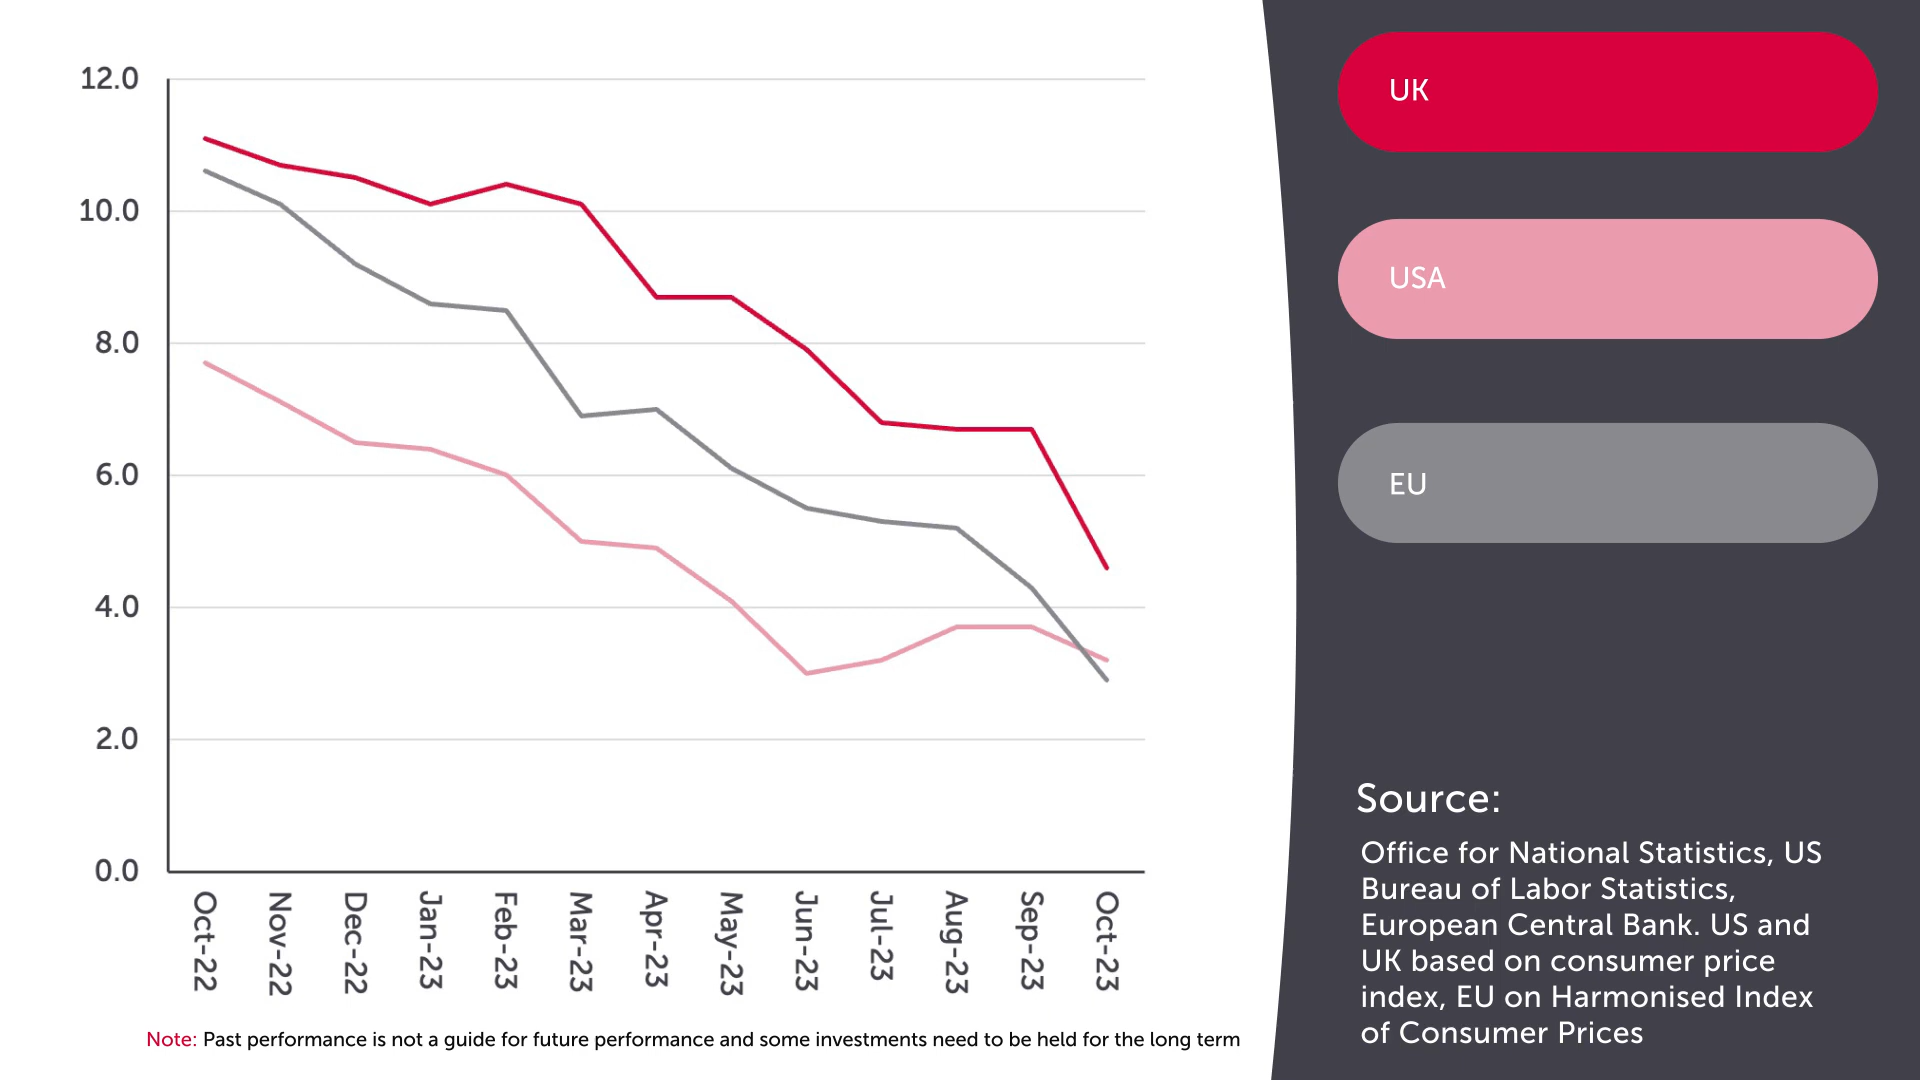 12.0
10.0
8.0
6.0
4.0
2.0
0.0
Oct-22
Nov-22
Dec-22
Jan-23
Feb-23
Mar-23
Apr-23
May-23
Jun-23
Jul-23
Aug-23
Sep-23
Oct-23
Note: Past performance is not a guide for future performance and some investments need to be held for the long term
UK
USA
EU
Source:
Office for National Statistics, US
Bureau of Labor Statistics,
European Central Bank. US and
UK based on consumer price
index, EU on Harmonised Index
of Consumer Prices